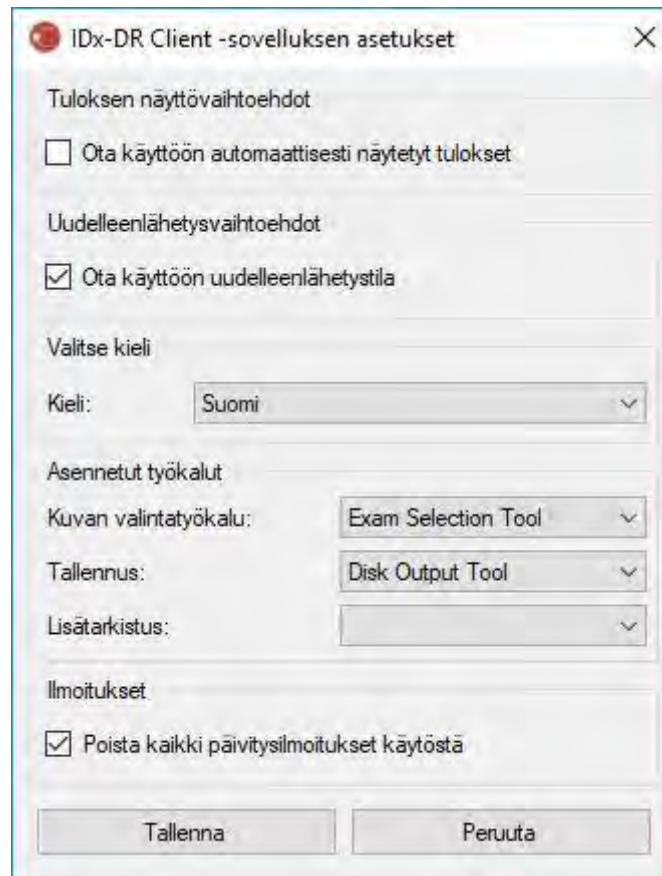 IDx-DR Client -sovelluksen asetukset
Tuloksen näyttövaihtoehdot
Ota käyttöön automaattisesti näytetyt tulokset
Uudelleenlähetysvaihtoehdot
Ota käyttöön uudelleenlähetystila
Valitse kieli
Kieli: Suomi
Asennetut työkalut
Kuvan valintatyökalu: Exam Selection Tool
Tallennus: Disk Output Tool
Lisätarkistus:
Ilmoitukset
Poista kaikki päivitysilmoitukset käytöstä
Tallenna Peruuta